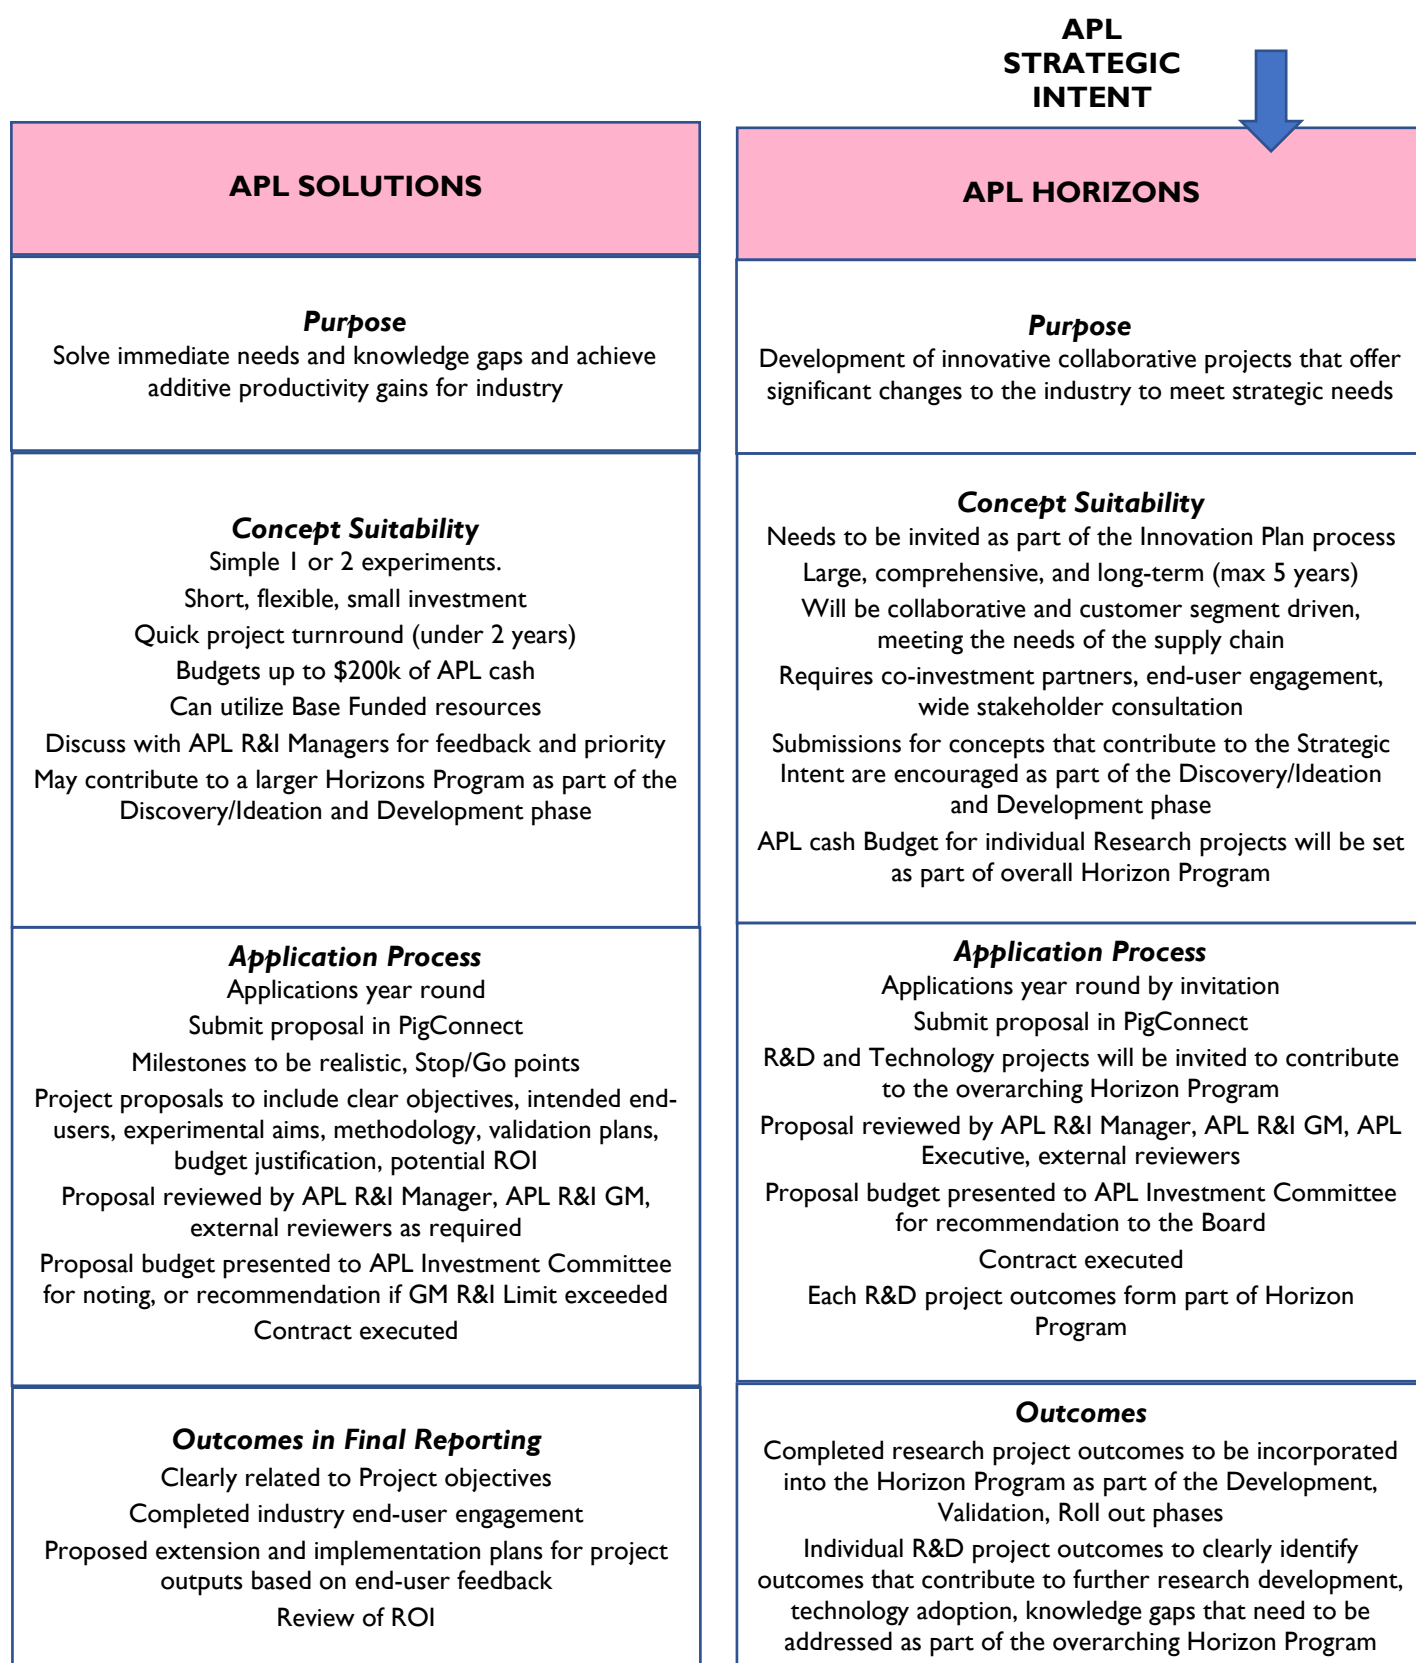 APL
STRATEGIC
INTENT
APL SOLUTIONS
Purpose
Solve immediate needs and knowledge gaps and achieve
additive productivity gains for industry
Concept Suitability
Simple 1 or 2 experiments.
Short, flexible, small investment
Quick project turnround (under 2 years)
Budgets up to $200k of APL cash
Can utilize Base Funded resources
Discuss with APL R&I Managers for feedback and priority
May contribute to a larger Horizons Program as part of the
Discovery/Ideation and Development phase
Application Process
Applications year round
Submit proposal in PigConnect
Milestones to be realistic, Stop/Go points
Project proposals to include clear objectives, intended end-
users, experimental aims, methodology, validation plans,
budget justification, potential ROI
Proposal reviewed by APL R&I Manager, APL R&I GM,
external reviewers as required
Proposal budget presented to APL Investment Committee
for noting, or recommendation if GM R&I Limit exceeded
Contract executed
Outcomes in Final Reporting
Clearly related to Project objectives
Completed industry end-user engagement
Proposed extension and implementation plans for project
outputs based on end-user feedback
Review of ROI
APL HORIZONS
Purpose
Development of innovative collaborative projects that offer
significant changes to the industry to meet strategic needs
Concept Suitability
Needs to be invited as part of the Innovation Plan process
Large, comprehensive, and long-term (max 5 years)
Will be collaborative and customer segment driven,
meeting the needs of the supply chain
Requires co-investment partners, end-user engagement,
wide stakeholder consultation
Submissions for concepts that contribute to the Strategic
Intent are encouraged as part of the Discovery/Ideation
and Development phase
APL cash Budget for individual Research projects will be set
as part of overall Horizon Program
Application Process
Applications year round by invitation
Submit proposal in PigConnect
R&D and Technology projects will be invited to contribute
to the overarching Horizon Program
Proposal reviewed by APL R&I Manager, APL R&I GM, APL
Executive, external reviewers
Proposal budget presented to APL Investment Committee
for recommendation to the Board
Contract executed
Each R&D project outcomes form part of Horizon
Program
Outcomes
Completed research project outcomes to be incorporated
into the Horizon Program as part of the Development,
Validation, Roll out phases
Individual R&D project outcomes to clearly identify
outcomes that contribute to further research development,
technology adoption, knowledge gaps that need to be
addressed as part of the overarching Horizon Program